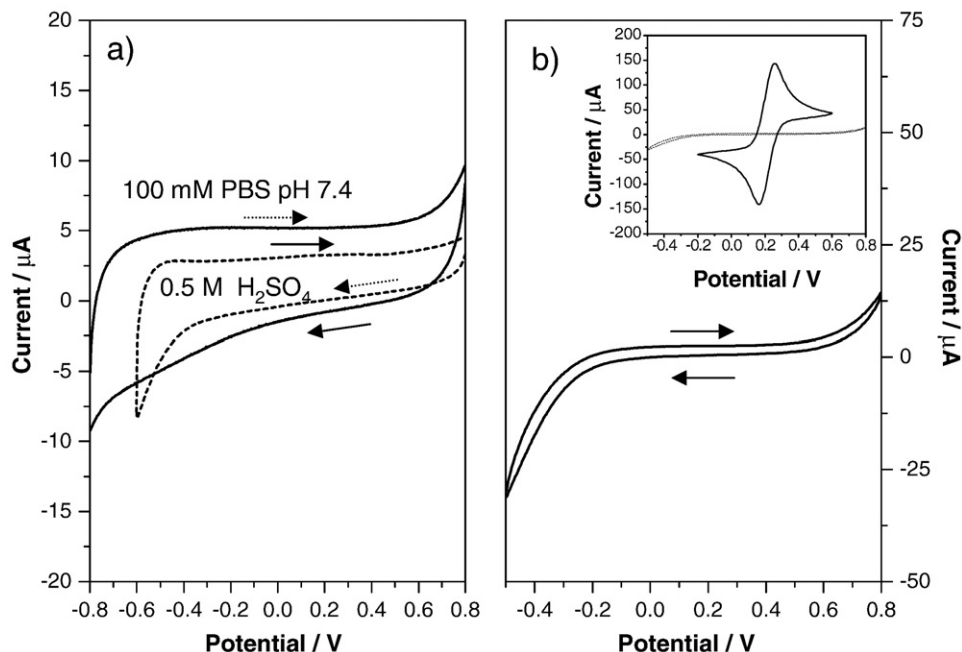 a)
20
15
10
5
0
-5
-10
-15
-20
Current / µA
100 mM PBS pH 7.4
0.5 M H₂SO₄
-0.8 -0.6 -0.4 -0.2 0.0 0.2 0.4 0.6 0.8
Potential / V
b)
75
50
25
0
-25
-50
Current / µA
-0.4 -0.2 0.0 0.2 0.4 0.6 0.8
Potential / V
200
150
100
50
0
-50
-100
-150
-200
Current / µA
-0.4 -0.2 0.0 0.2 0.4 0.6 0.8
Potential / V